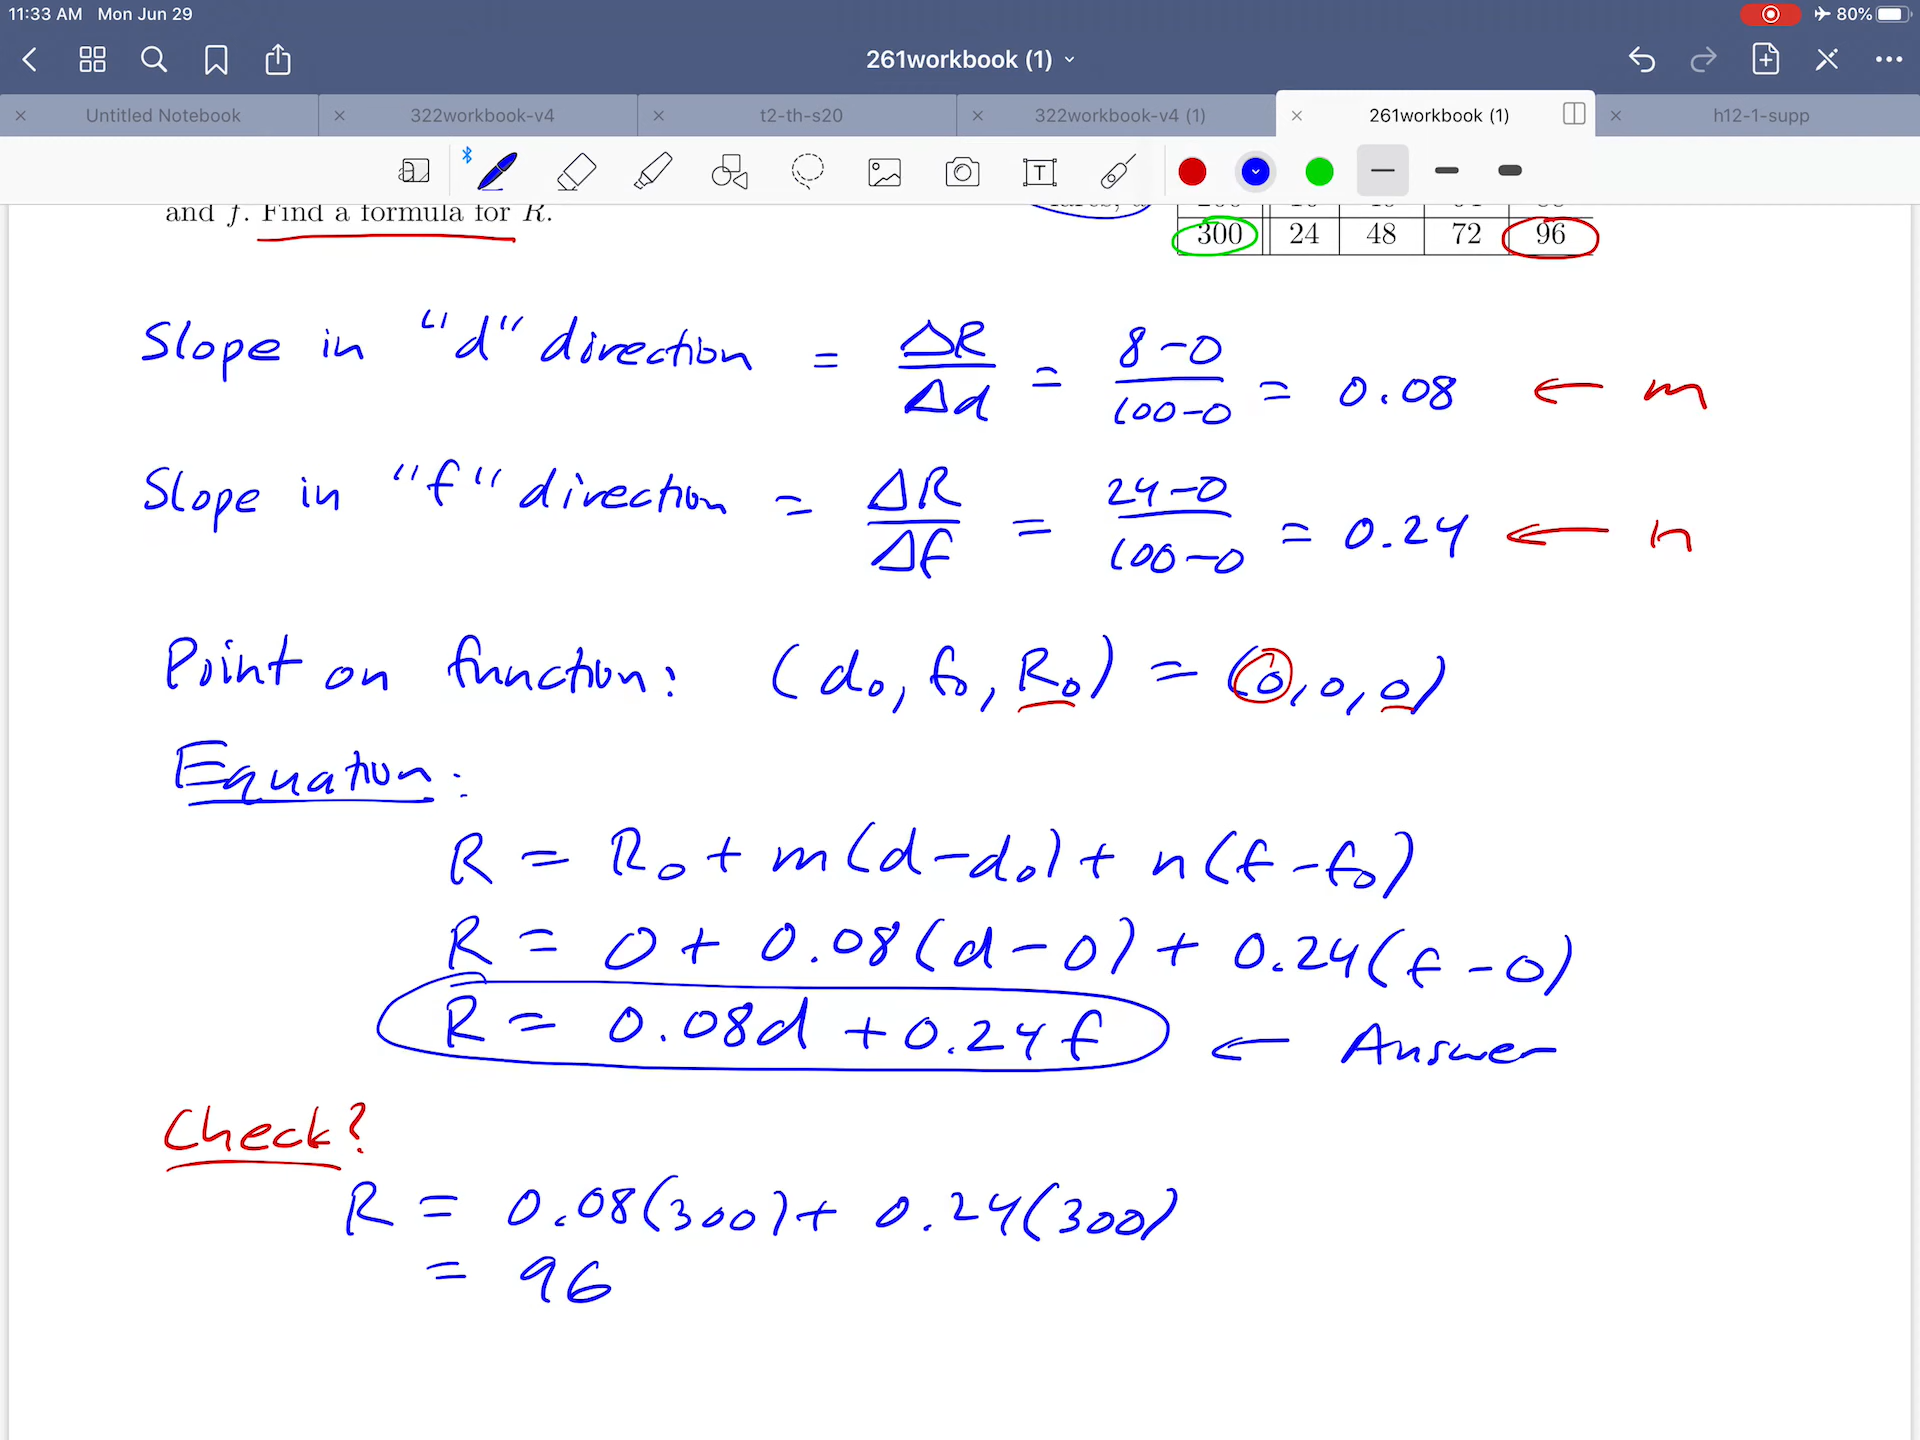 11:33 AM Mon Jun 29
80%
261workbook (1)
Untitled Notebook
322workbook-v4
t2-th-s20
322workbook-v4 (1)
261workbook (1)
h12-1-supp
and f. Find a formula for R.
300 24 48 72 96
Slope in "d" direction = ΔR/Δd = (8-0)/(100-0) = 0.08 ← m
Slope in "f" direction = ΔR/Δf = (24-0)/(100-0) = 0.24 ← n
Point on function: (d₀, f₀, R₀) = (0, 0, 0)
Equation:
R = R₀ + m(d-d₀) + n(f-f₀)
R = 0 + 0.08(d-0) + 0.24(f-0)
R = 0.08d + 0.24f ← Answer
Check?
R = 0.08(300) + 0.24(300)
= 96